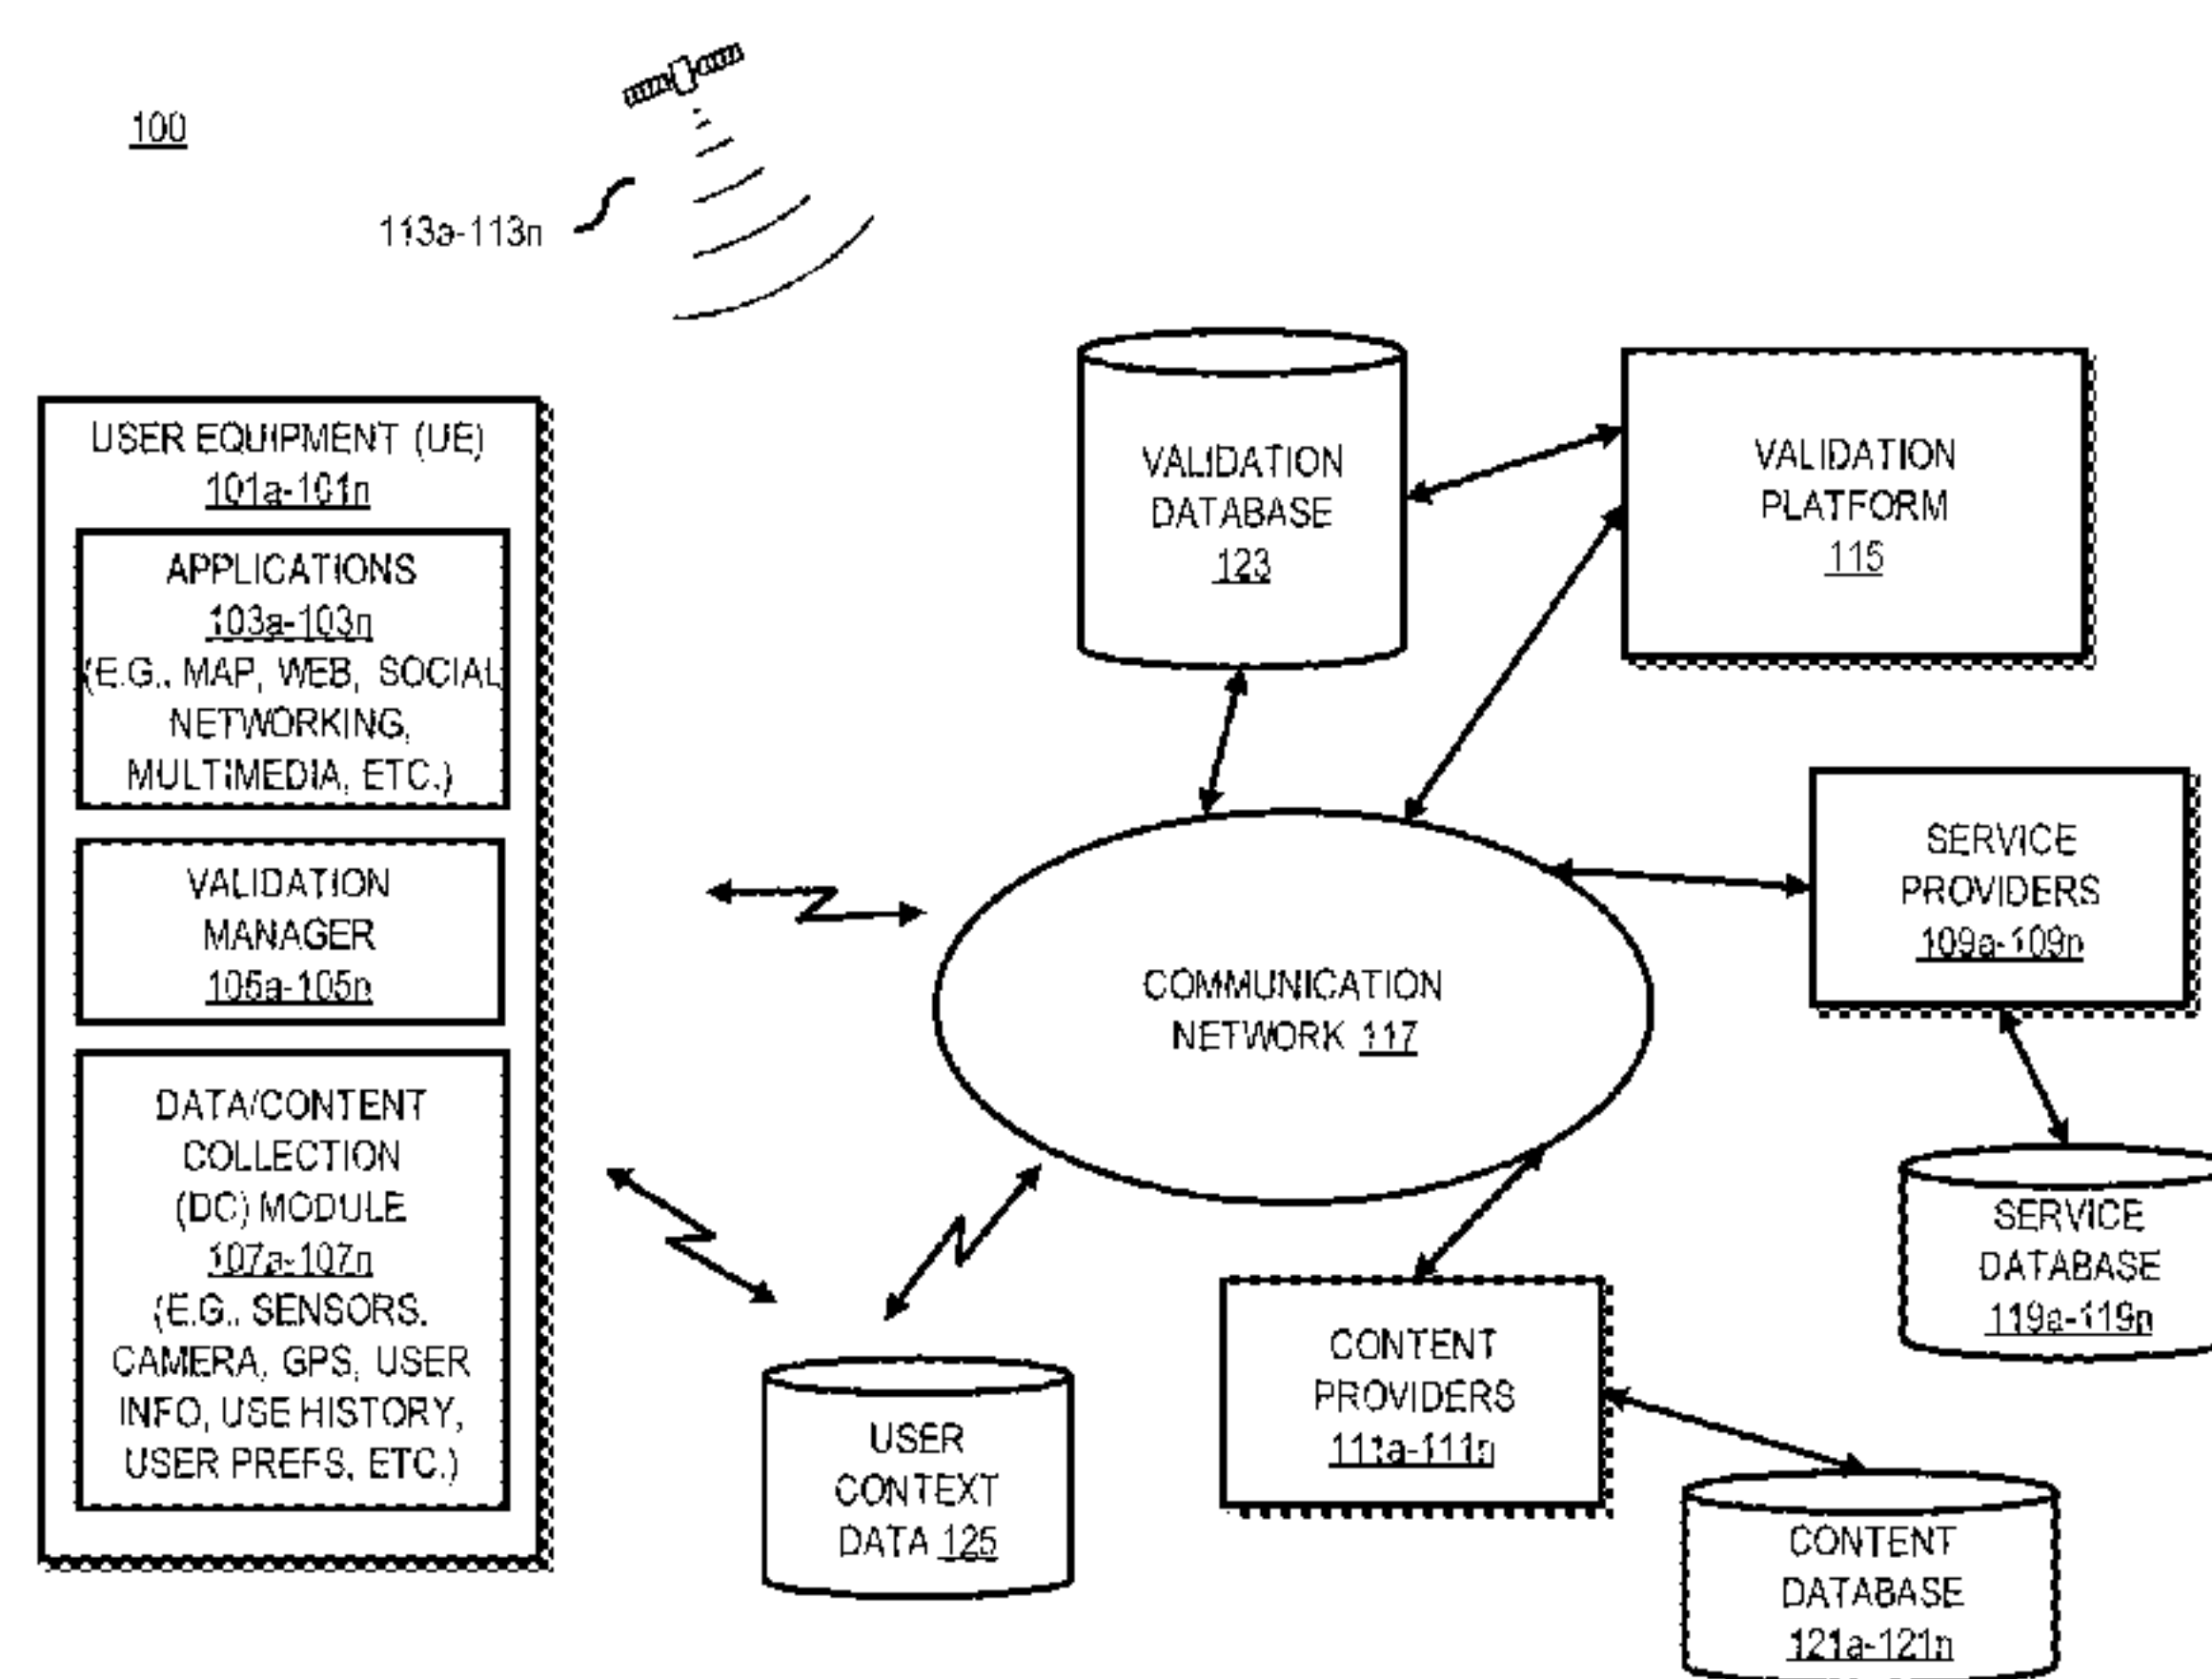 100
113a-113n
USER EQUIPMENT (UE)
101a-101n
APPLICATIONS
103a-103n
(E.G., MAP, WEB, SOCIAL
NETWORKING,
MULTIMEDIA, ETC.)
VALIDATION
MANAGER
105a-105n
DATA/CONTENT
COLLECTION
(DC) MODULE
107a-107n
(E.G., SENSORS,
CAMERA, GPS, USER
INFO, USE HISTORY,
USER PREFS, ETC.)
VALIDATION
DATABASE
123
VALIDATION
PLATFORM
115
COMMUNICATION
NETWORK 117
SERVICE
PROVIDERS
109a-109n
SERVICE
DATABASE
119a-119n
CONTENT
PROVIDERS
111a-111n
CONTENT
DATABASE
121a-121n
USER
CONTEXT
DATA 125